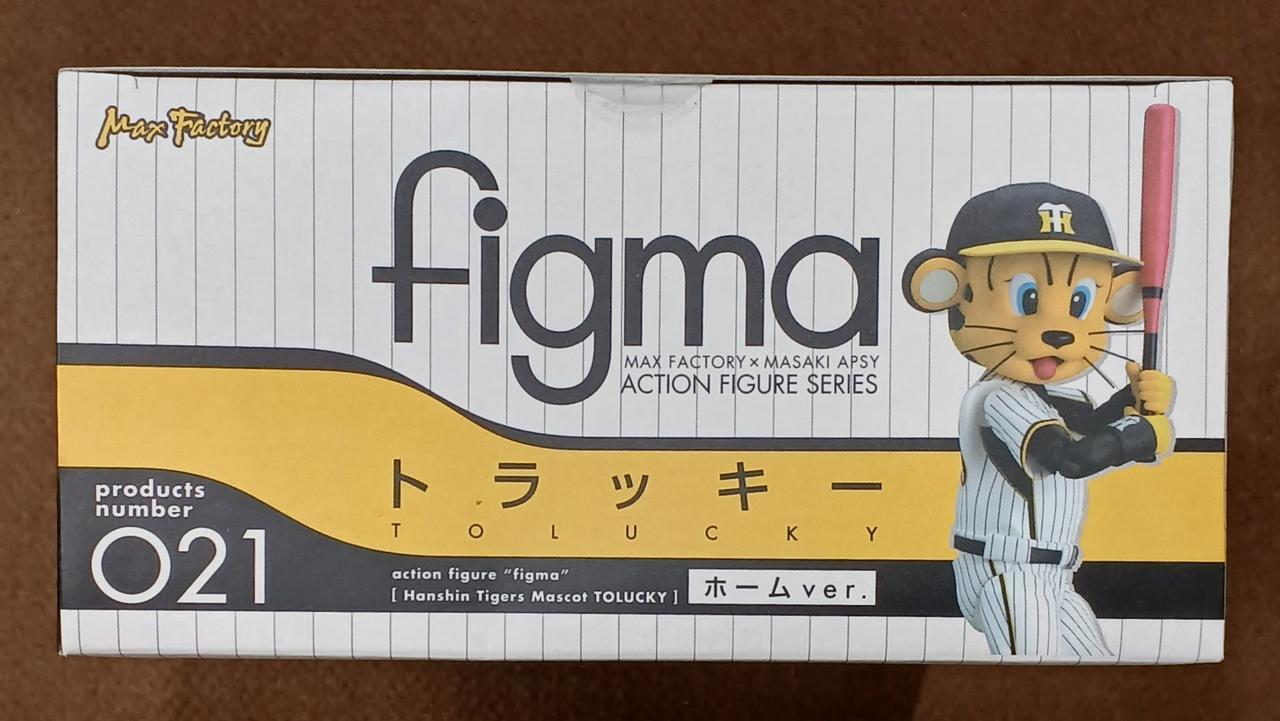 Max Factory
figma
MAX FACTORY×MASAKI APSY
ACTION FIGURE SERIES
トラッキー
TOLUCKY
products
number
021
action figure "figma"
[ Hanshin Tigers Mascot TOLUCKY ]
ホームver.